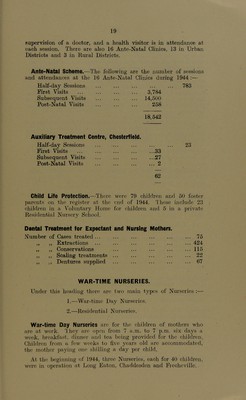 19
supervision of a doctor, and a health visitor is in attendance at
each session. There are also 16 Ante-Natal Clinics, 13 in Urban
Districts and 3 in Rural Districts.
Ante-Natal Scheme.—The following are the number of sessions
and attendances at the 16 Ante-Natal Clinics during 1944 :—
Half-day Sessions ... ... ... ... ... 783
First Visits ... ... ... ... 3,784
Subsequent Visits ... ... ... 14,500
Post-Natal Visits ... ... ... 258
18,542
Auxiliary Treatment Centre, Chesterfield.
Half-day Sessions ... ... ... ... ... 23
First Visits ... ... ... ... 33
Subsequent Visits ... ... ... 27
Post-Natal Visits ... ... ... 2
62
Child Life Protection.—There were 79 children and 50 foster
parents on the register at the end of 1944. These include 23
children in a Voluntary Home for children and 5 in a private
Residential Nursery School.
Dental Treatment for Expectant and Nursing Mothers.
Number of Cases treated ... ... ... ... ... 75
„ „ Extractions ... ... ... ... ... 424
„ „ Conservations ... ... ... ... ... 115
„ „ Scaling treatments ... ... ... ... 22
„ „ Dentures supplied ... ... ... ... 67
WAR-TIME NURSERIES.
Under this heading there are two main types of Nurseries :—
1.—War-time Day Nurseries.
2.—Residential Nurseries.
War-time Day Nurseries are for the children of mothers who
are at work. They are open from 7 a.m. to 7 p.m. six days a
week, breakfast, dinner and tea being provided for the children.
Children from a few weeks to five years old are accommodated,
the mother paying one shilling a day per child.
At the beginning of 1944, three Nurseries, each for 40 children,
were in operation at Long Eaton, Chaddesden and Frecheville.